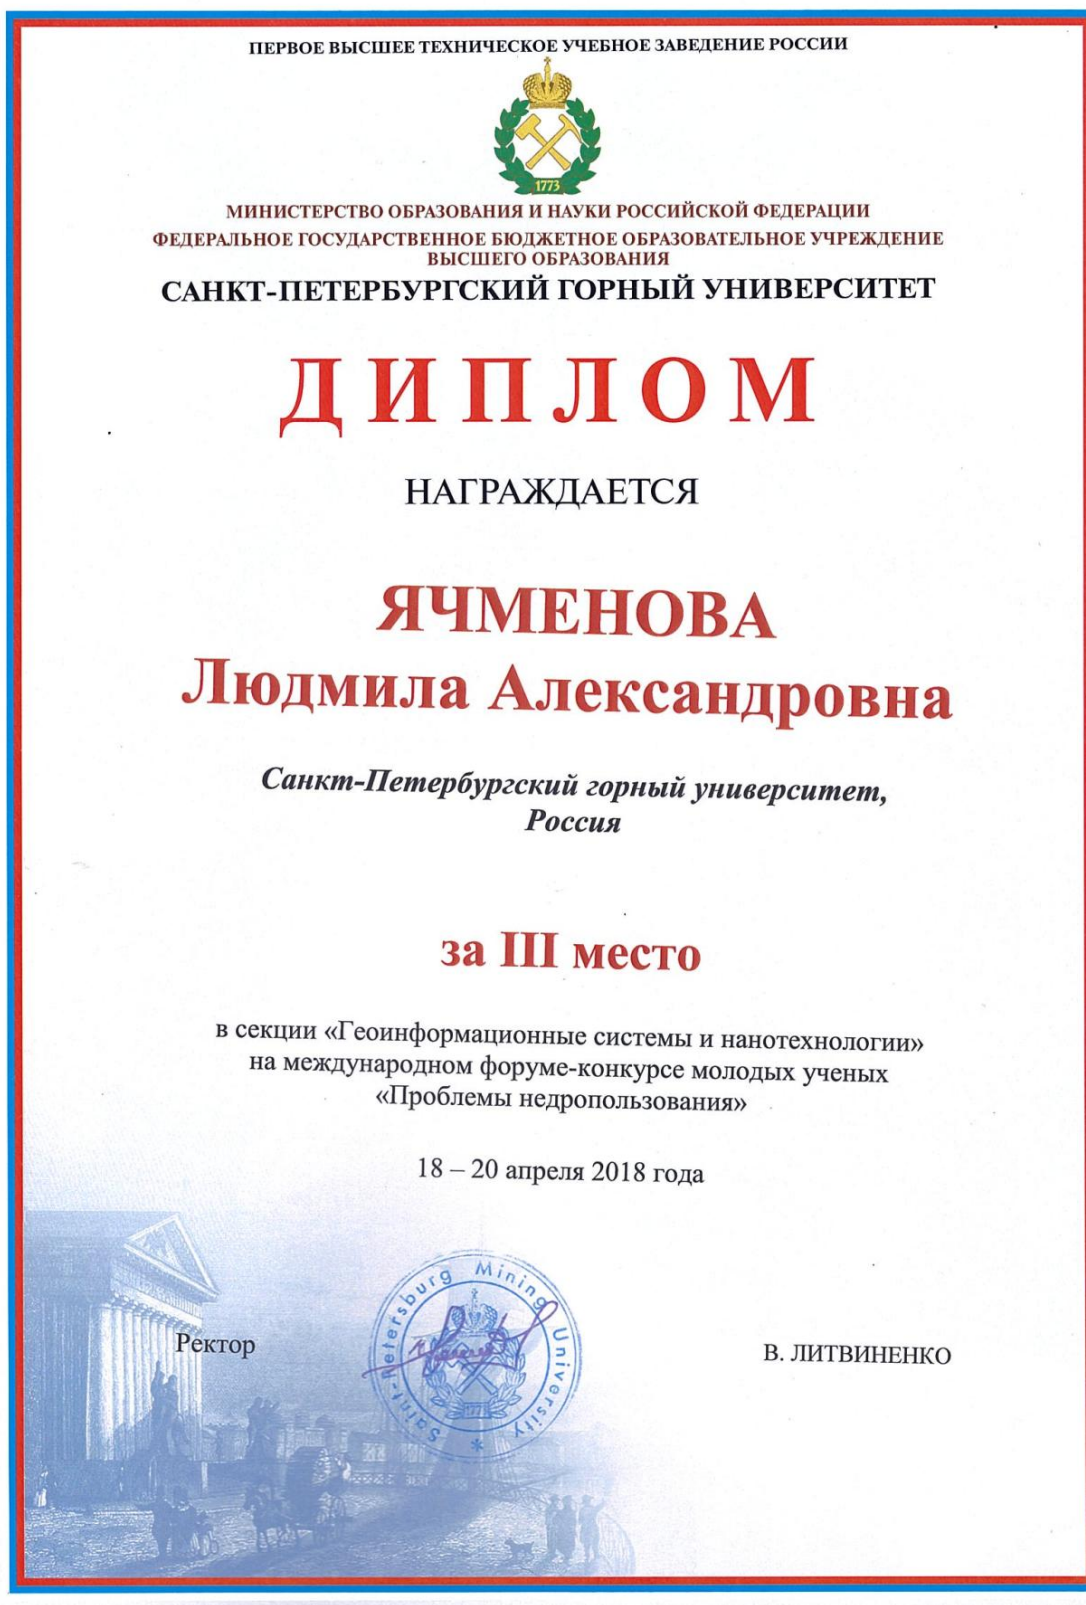 ПЕРВОЕ ВЫСШЕЕ ТЕХНИЧЕСКОЕ УЧЕБНОЕ ЗАВЕДЕНИЕ РОССИИ
1773
МИНИСТЕРСТВО ОБРАЗОВАНИЯ И НАУКИ РОССИЙСКОЙ ФЕДЕРАЦИИ
ФЕДЕРАЛЬНОЕ ГОСУДАРСТВЕННОЕ БЮДЖЕТНОЕ ОБРАЗОВАТЕЛЬНОЕ УЧРЕЖДЕНИЕ
ВЫСШЕГО ОБРАЗОВАНИЯ
САНКТ-ПЕТЕРБУРГСКИЙ ГОРНЫЙ УНИВЕРСИТЕТ
ДИПЛОМ
НАГРАЖДАЕТСЯ
ЯЧМЕНОВА
Людмила Александровна
Санкт-Петербургский горный университет,
Россия
за III место
в секции «Геоинформационные системы и нанотехнологии»
на международном форуме-конкурсе молодых ученых
«Проблемы недропользования»
18 – 20 апреля 2018 года
Saint-Petersburg Mining University *
Ректор
В. ЛИТВИНЕНКО